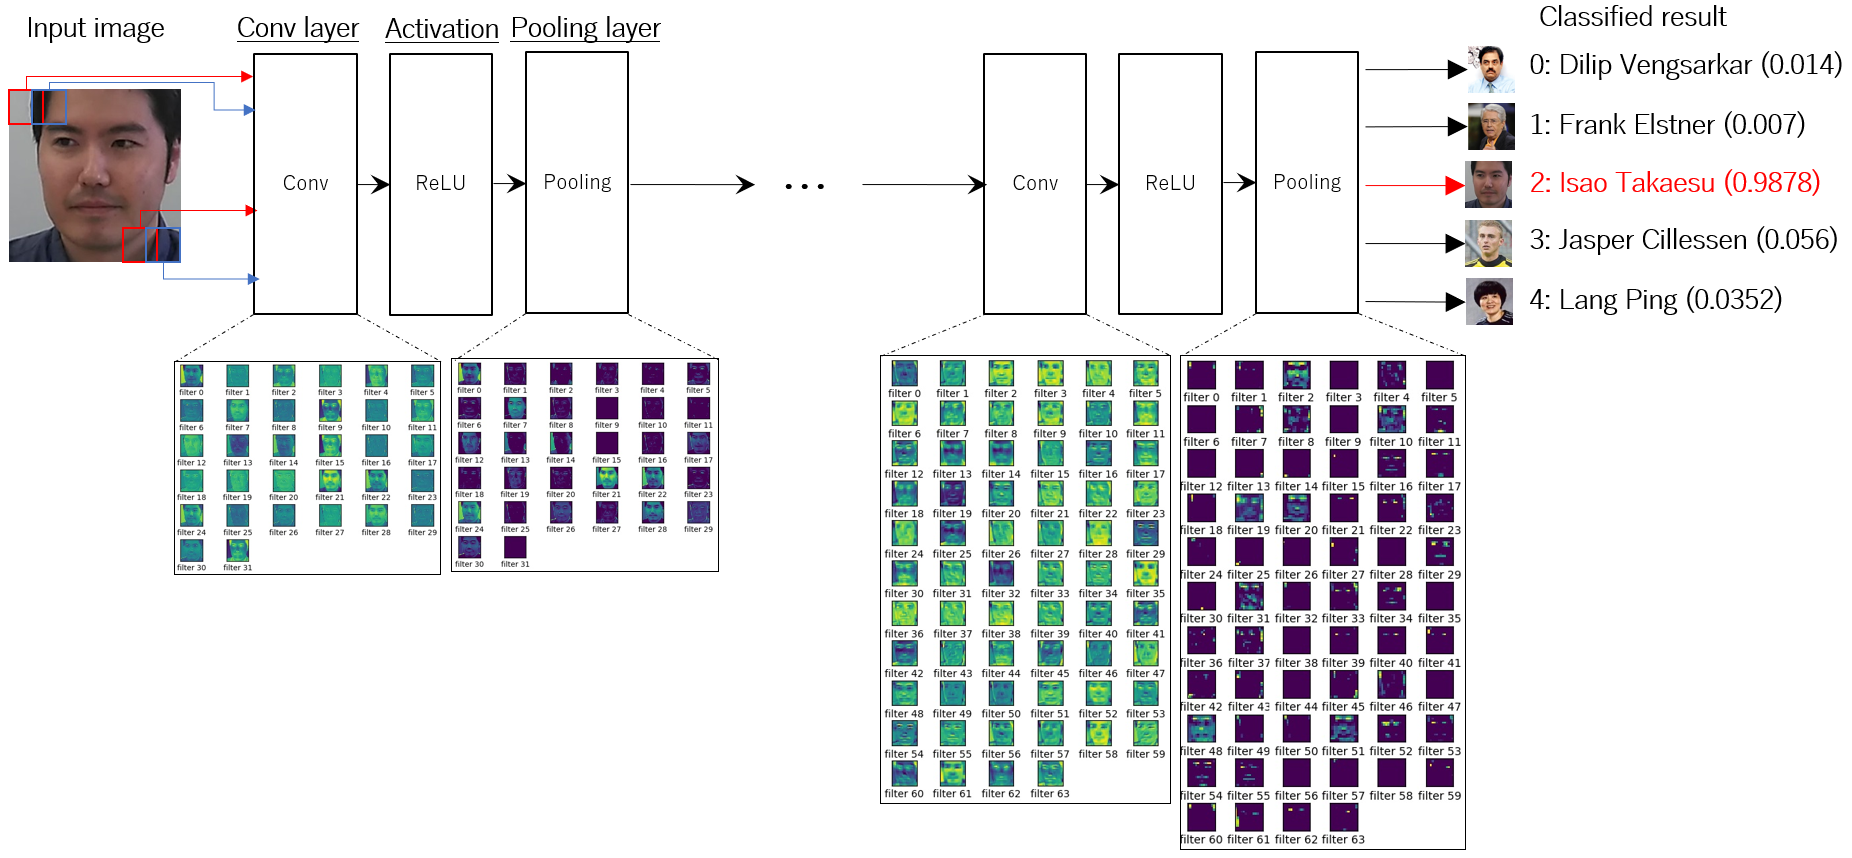 Input image
Conv layer
Activation
Pooling layer
Classified result
Conv
ReLU
Pooling
...
Conv
ReLU
Pooling
0: Dilip Vengsarkar (0.014)
1: Frank Elstner (0.007)
2: Isao Takaesu (0.9878)
3: Jasper Cillessen (0.056)
4: Lang Ping (0.0352)
filter 0 filter 1 filter 2 filter 3 filter 4 filter 5
filter 6 filter 7 filter 8 filter 9 filter 10 filter 11
filter 12 filter 13 filter 14 filter 15 filter 16 filter 17
filter 18 filter 19 filter 20 filter 21 filter 22 filter 23
filter 24 filter 25 filter 26 filter 27 filter 28 filter 29
filter 30 filter 31
filter 0 filter 1 filter 2 filter 3 filter 4 filter 5
filter 6 filter 7 filter 8 filter 9 filter 10 filter 11
filter 12 filter 13 filter 14 filter 15 filter 16 filter 17
filter 18 filter 19 filter 20 filter 21 filter 22 filter 23
filter 24 filter 25 filter 26 filter 27 filter 28 filter 29
filter 30 filter 31
filter 0 filter 1 filter 2 filter 3 filter 4 filter 5
filter 6 filter 7 filter 8 filter 9 filter 10 filter 11
filter 12 filter 13 filter 14 filter 15 filter 16 filter 17
filter 18 filter 19 filter 20 filter 21 filter 22 filter 23
filter 24 filter 25 filter 26 filter 27 filter 28 filter 29
filter 30 filter 31 filter 32 filter 33 filter 34 filter 35
filter 36 filter 37 filter 38 filter 39 filter 40 filter 41
filter 42 filter 43 filter 44 filter 45 filter 46 filter 47
filter 48 filter 49 filter 50 filter 51 filter 52 filter 53
filter 54 filter 55 filter 56 filter 57 filter 58 filter 59
filter 60 filter 61 filter 62 filter 63
filter 0 filter 1 filter 2 filter 3 filter 4 filter 5
filter 6 filter 7 filter 8 filter 9 filter 10 filter 11
filter 12 filter 13 filter 14 filter 15 filter 16 filter 17
filter 18 filter 19 filter 20 filter 21 filter 22 filter 23
filter 24 filter 25 filter 26 filter 27 filter 28 filter 29
filter 30 filter 31 filter 32 filter 33 filter 34 filter 35
filter 36 filter 37 filter 38 filter 39 filter 40 filter 41
filter 42 filter 43 filter 44 filter 45 filter 46 filter 47
filter 48 filter 49 filter 50 filter 51 filter 52 filter 53
filter 54 filter 55 filter 56 filter 57 filter 58 filter 59
filter 60 filter 61 filter 62 filter 63